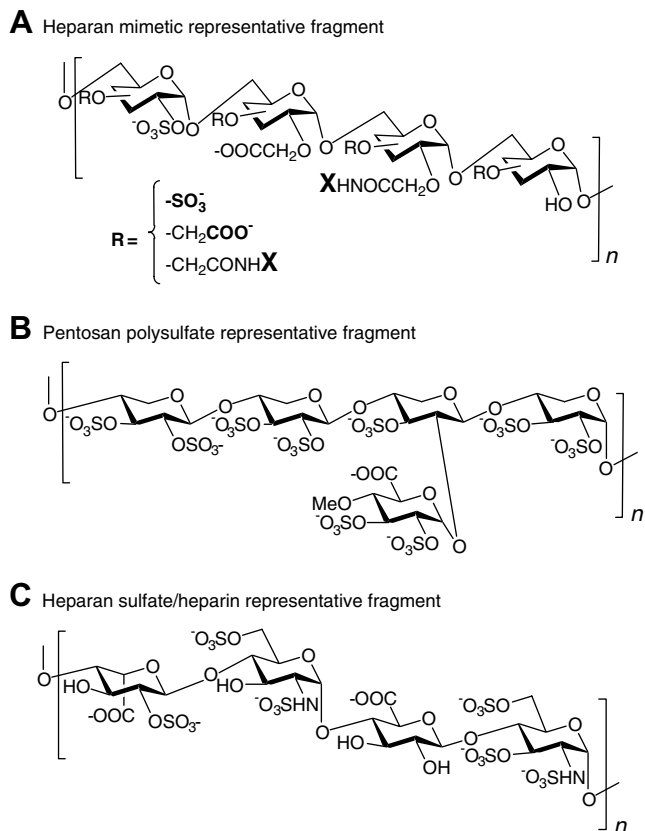 A Heparan mimetic representative fragment
O
O
O
O
RO
RO
RO
RO
⁻O₃SO
O
-OOCCH₂O
O
XHNOCCH₂O
O
HO
O
n
R =
-SO₃⁻
-CH₂COO⁻
-CH₂CONHX
B Pentosan polysulfate representative fragment
O
O
O
O
O
O
O
O
⁻O₃SO
OSO₃-
⁻O₃SO
⁻O₃SO
⁻O₃SO
⁻O₃SO
⁻O₃SO
O
n
-OOC
MeO
O
⁻O₃SO
⁻O₃SO
O
C Heparan sulfate/heparin representative fragment
⁻O₃SO
O
O
O
O
HO
HO
-OOC
OSO₃-
⁻O₃SHN
O
-OOC
O
HO
OH
O
⁻O₃SO
O
⁻O₃SO
⁻O₃SHN
O
n